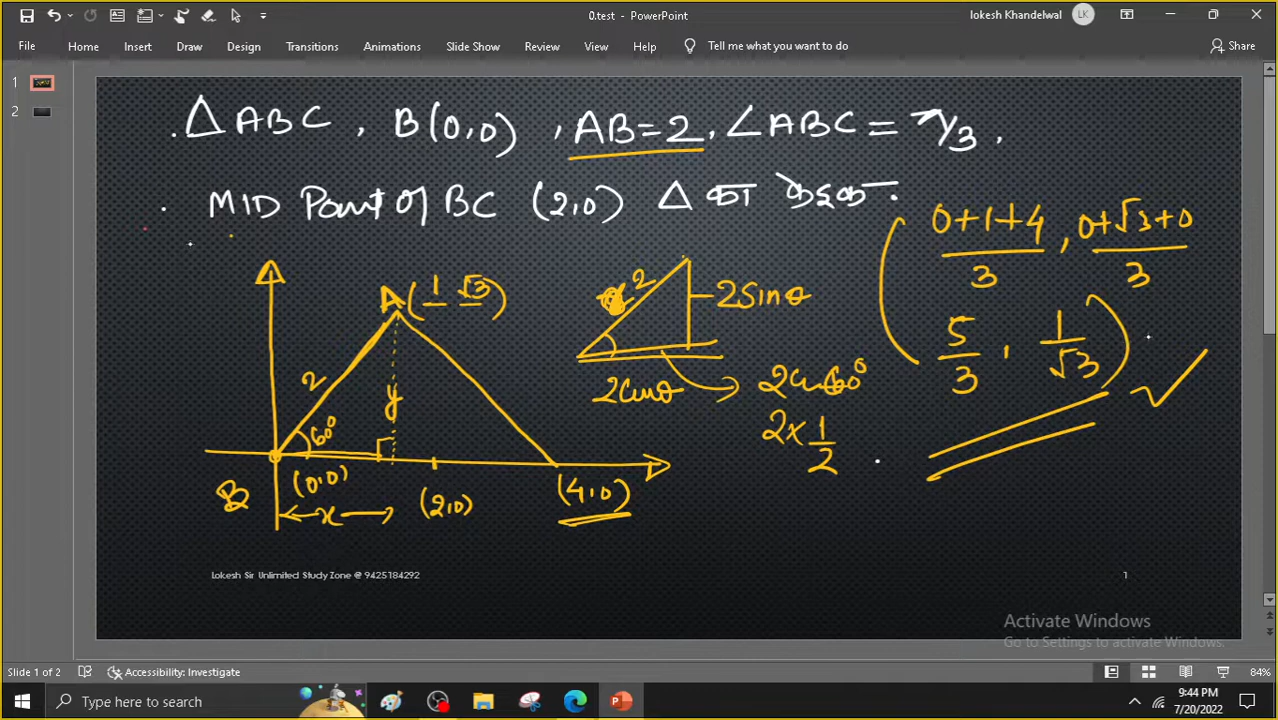 0.test - PowerPoint
lokesh Khandelwal
LK
File Home Insert Draw Design Transitions Animations Slide Show Review View Help Tell me what you want to do Share
1
2
. △ ABC , B(0,0) , AB=2 , ∠ABC = π/3 .
. MID Point of BC (2,0) △ का केन्द्रक .
A (1 √3)
2
y
60°
B
(0,0)
x
(2,0)
(4,0)
2
2Sinθ
2Cosθ
2Cos60°
2×1/2
(0+1+4)/3 , (0+√3+0)/3
(5/3 , 1/√3)
Lokesh Sir Unlimited Study Zone @ 9425184292
1
Activate Windows
Go to Settings to activate Windows.
Slide 1 of 2
Accessibility: Investigate
84%
Type here to search
9:44 PM
7/20/2022